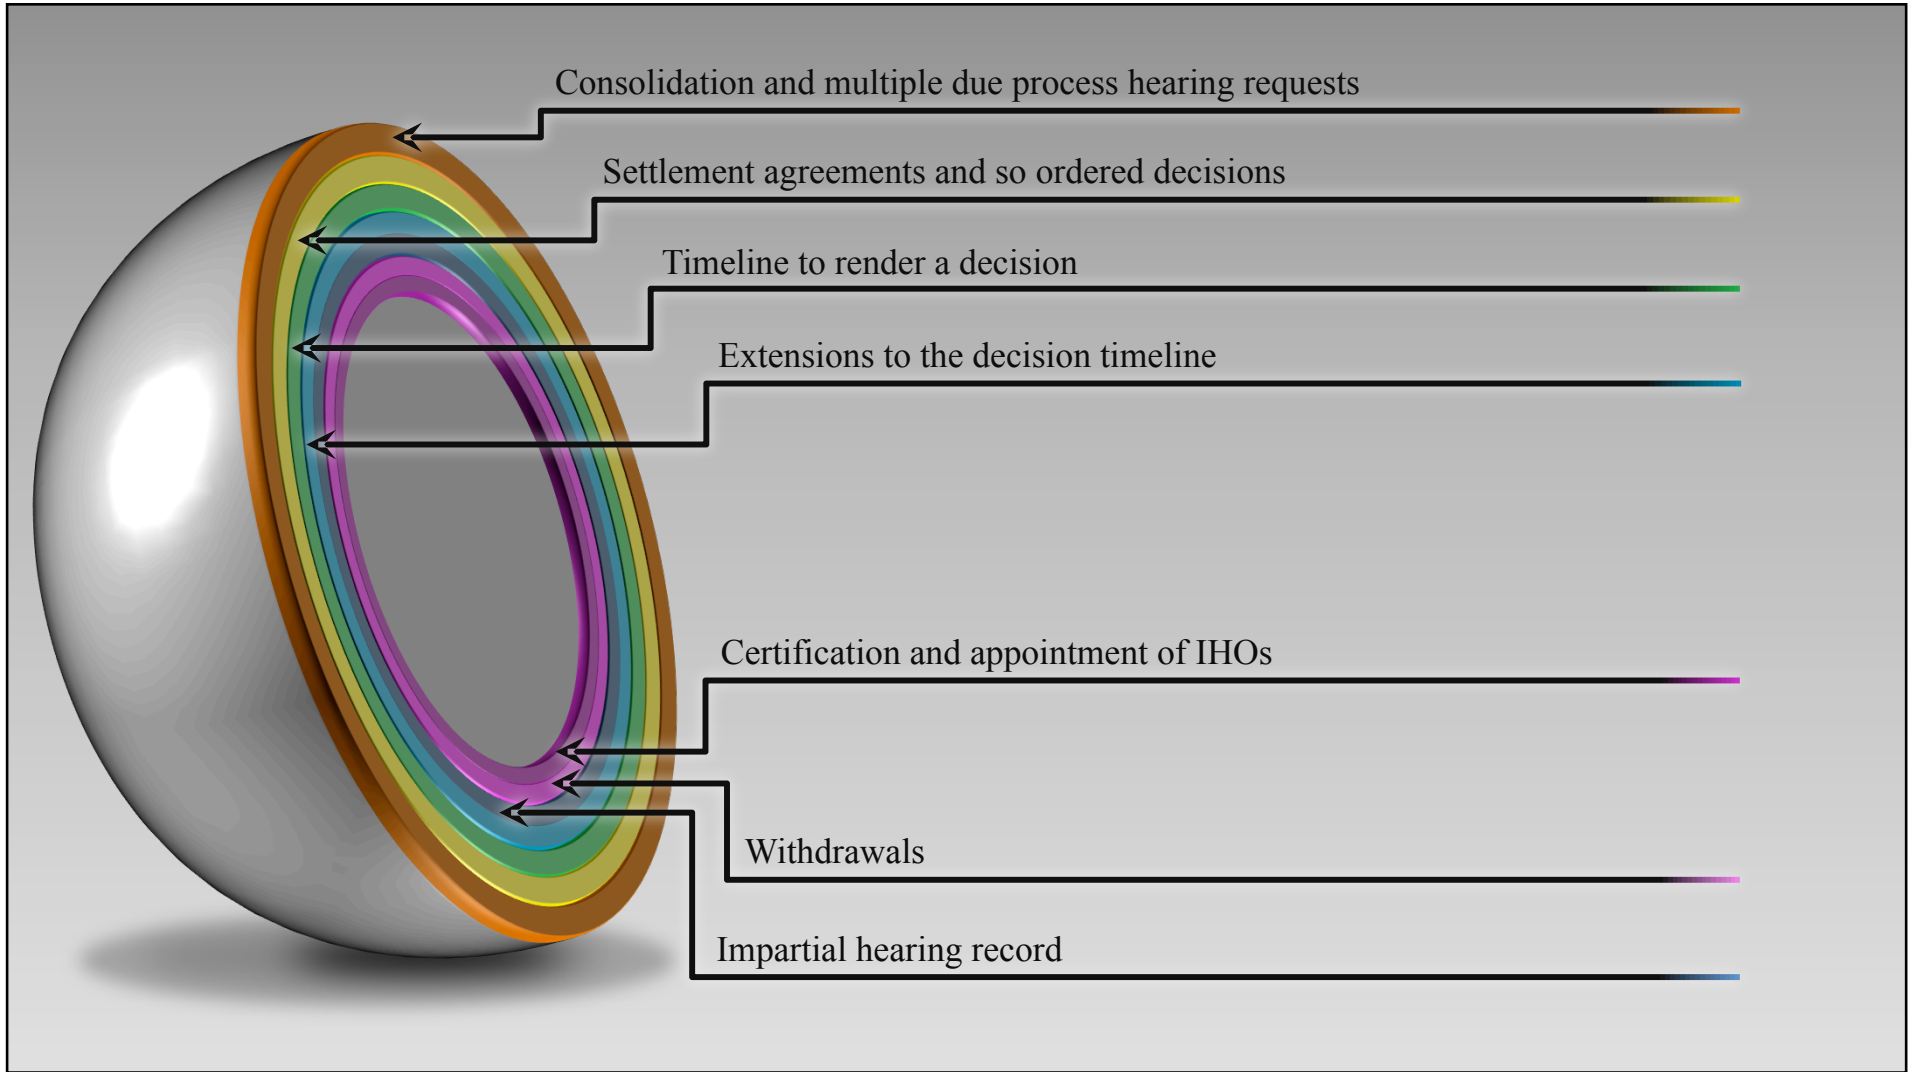 Consolidation and multiple due process hearing requests
Settlement agreements and so ordered decisions
Timeline to render a decision
Extensions to the decision timeline
Certification and appointment of IHOs
Withdrawals
Impartial hearing record